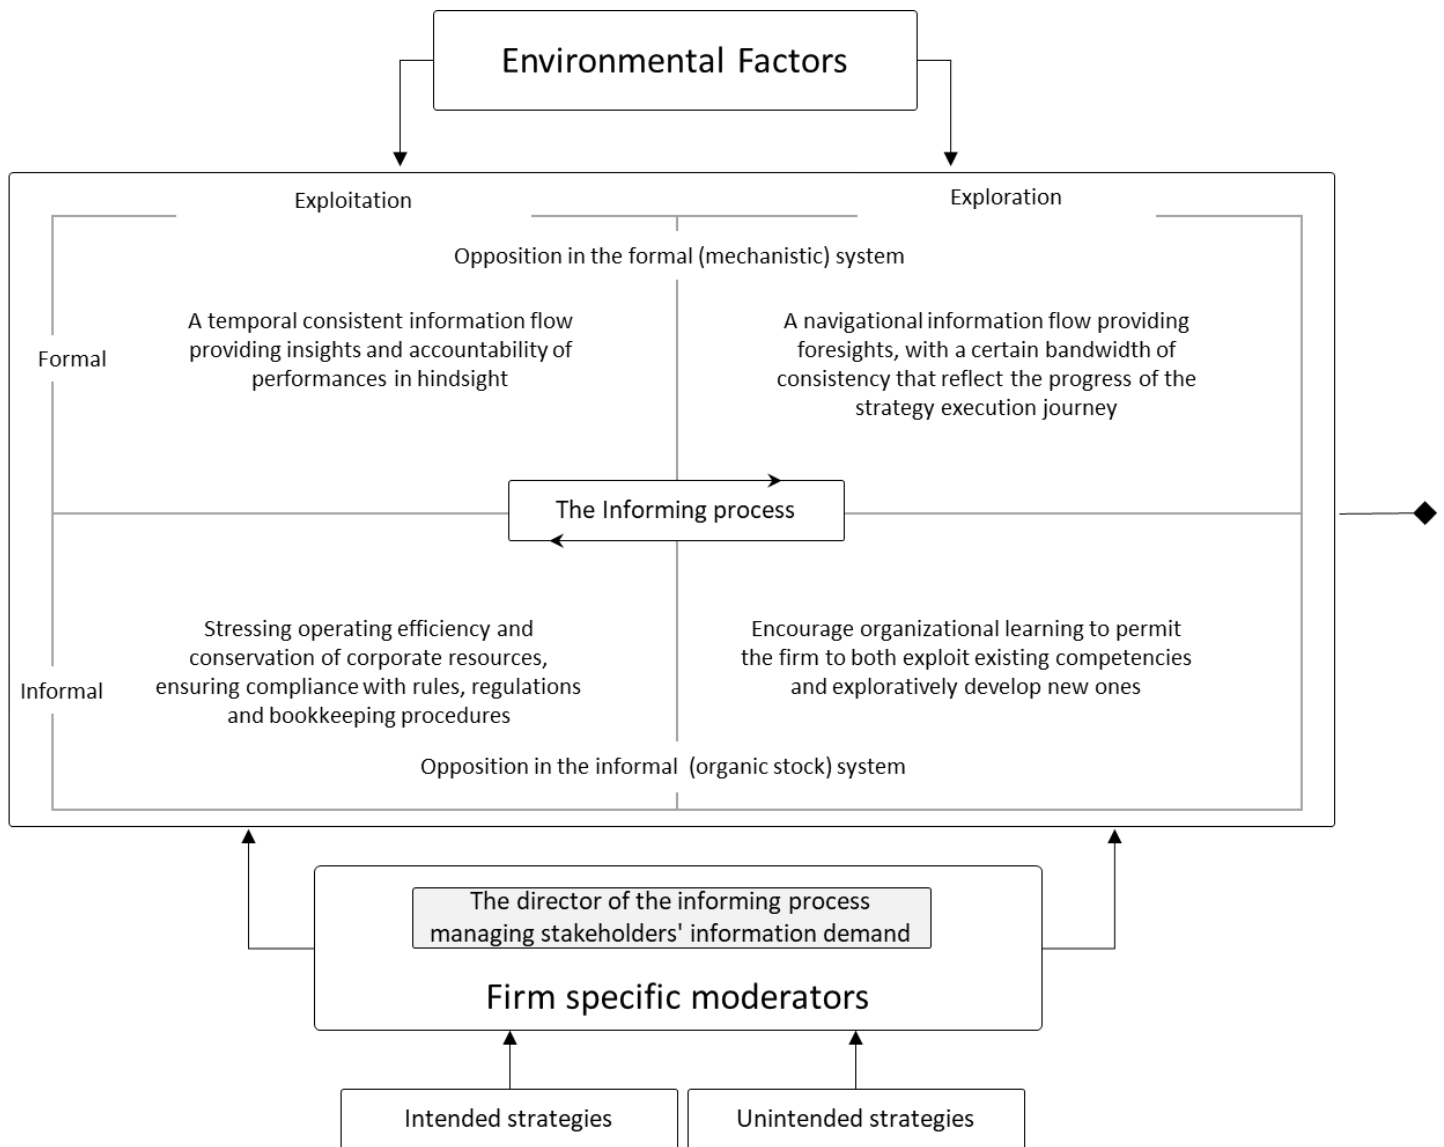 Environmental Factors
Exploitation
Exploration
Opposition in the formal (mechanistic) system
Formal
A temporal consistent information flow
providing insights and accountability of
performances in hindsight
A navigational information flow providing
foresights, with a certain bandwidth of
consistency that reflect the progress of the
strategy execution journey
The Informing process
Informal
Stressing operating efficiency and
conservation of corporate resources,
ensuring compliance with rules, regulations
and bookkeeping procedures
Encourage organizational learning to permit
the firm to both exploit existing competencies
and exploratively develop new ones
Opposition in the informal (organic stock) system
The director of the informing process
managing stakeholders' information demand
Firm specific moderators
Intended strategies
Unintended strategies